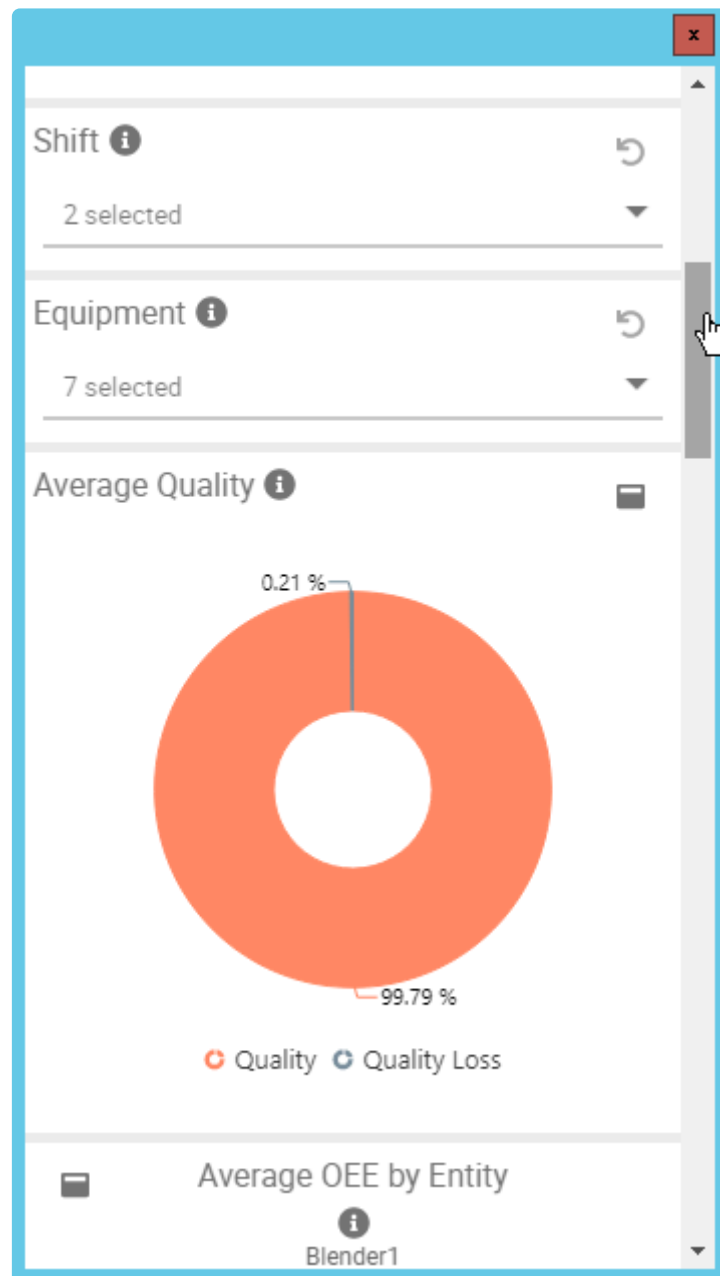 x
Shift
2 selected
Equipment
7 selected
Average Quality
0.21 %
99.79 %
Quality Quality Loss
Average OEE by Entity
Blender1